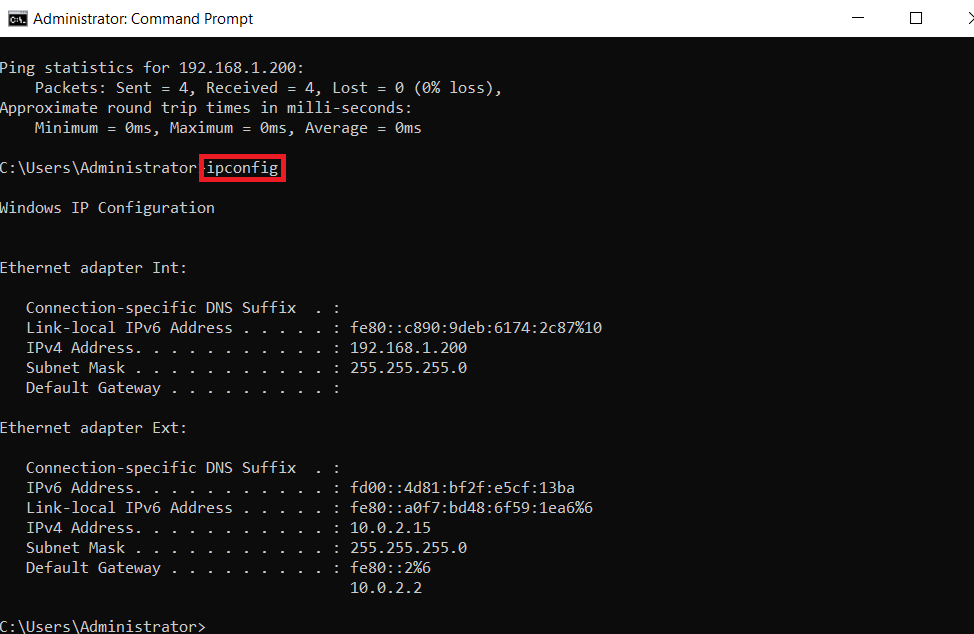 Administrator: Command Prompt
Ping statistics for 192.168.1.200:
    Packets: Sent = 4, Received = 4, Lost = 0 (0% loss),
Approximate round trip times in milli-seconds:
    Minimum = 0ms, Maximum = 0ms, Average = 0ms
C:\Users\Administrator>ipconfig
Windows IP Configuration
Ethernet adapter Int:
   Connection-specific DNS Suffix  . :
   Link-local IPv6 Address . . . . . : fe80::c890:9deb:6174:2c87%10
   IPv4 Address. . . . . . . . . . . : 192.168.1.200
   Subnet Mask . . . . . . . . . . . : 255.255.255.0
   Default Gateway . . . . . . . . . :
Ethernet adapter Ext:
   Connection-specific DNS Suffix  . :
   IPv6 Address. . . . . . . . . . . : fd00::4d81:bf2f:e5cf:13ba
   Link-local IPv6 Address . . . . . : fe80::a0f7:bd48:6f59:1ea6%6
   IPv4 Address. . . . . . . . . . . : 10.0.2.15
   Subnet Mask . . . . . . . . . . . : 255.255.255.0
   Default Gateway . . . . . . . . . : fe80::2%6
                                       10.0.2.2
C:\Users\Administrator>